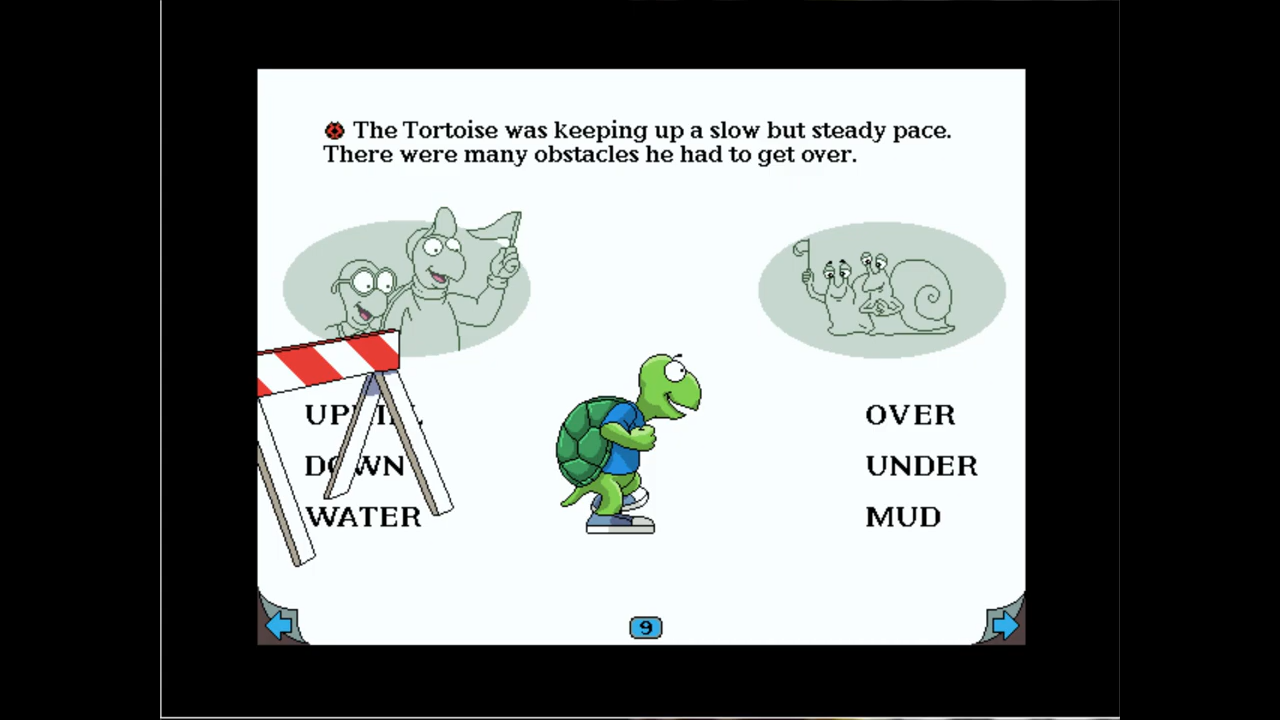 The Tortoise was keeping up a slow but steady pace.
There were many obstacles he had to get over.
OVER
DOWN
UNDER
WATER
MUD
9